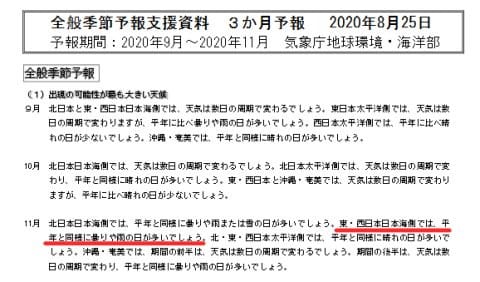 全般季節予報支援資料　３か月予報　2020年8月25日
予報期間：2020年9月～2020年11月　気象庁地球環境・海洋部
全般季節予報
（１）出現の可能性が最も大きい天候
９月　北日本と東・西日本日本海側では、天気は数日の周期で変わるでしょう。東日本太平洋側では、天気は数
日の周期で変わりますが、平年に比べ曇りや雨の日が多いでしょう。西日本太平洋側では、平年に比べ晴
れの日が少ないでしょう。沖縄・奄美では、平年と同様に晴れの日が多いでしょう。
10月　北日本日本海側では、天気は数日の周期で変わるでしょう。北日本太平洋側では、天気は数日の周期で変
わり、平年と同様に晴れの日が多いでしょう。東・西日本と沖縄・奄美では、天気は数日の周期で変わり
ますが、平年に比べ晴れの日が少ないでしょう。
11月　北日本日本海側では、平年と同様に曇りや雨または雪の日が多いでしょう。東・西日本日本海側では、平
年と同様に曇りや雨の日が多いでしょう。北・東・西日本太平洋側では、平年と同様に晴れの日が多いで
しょう。沖縄・奄美では、期間の前半は、天気は数日の周期で変わるでしょう。期間の後半は、天気は数
日の周期で変わり、平年と同様に曇りや雨の日が多いでしょう。